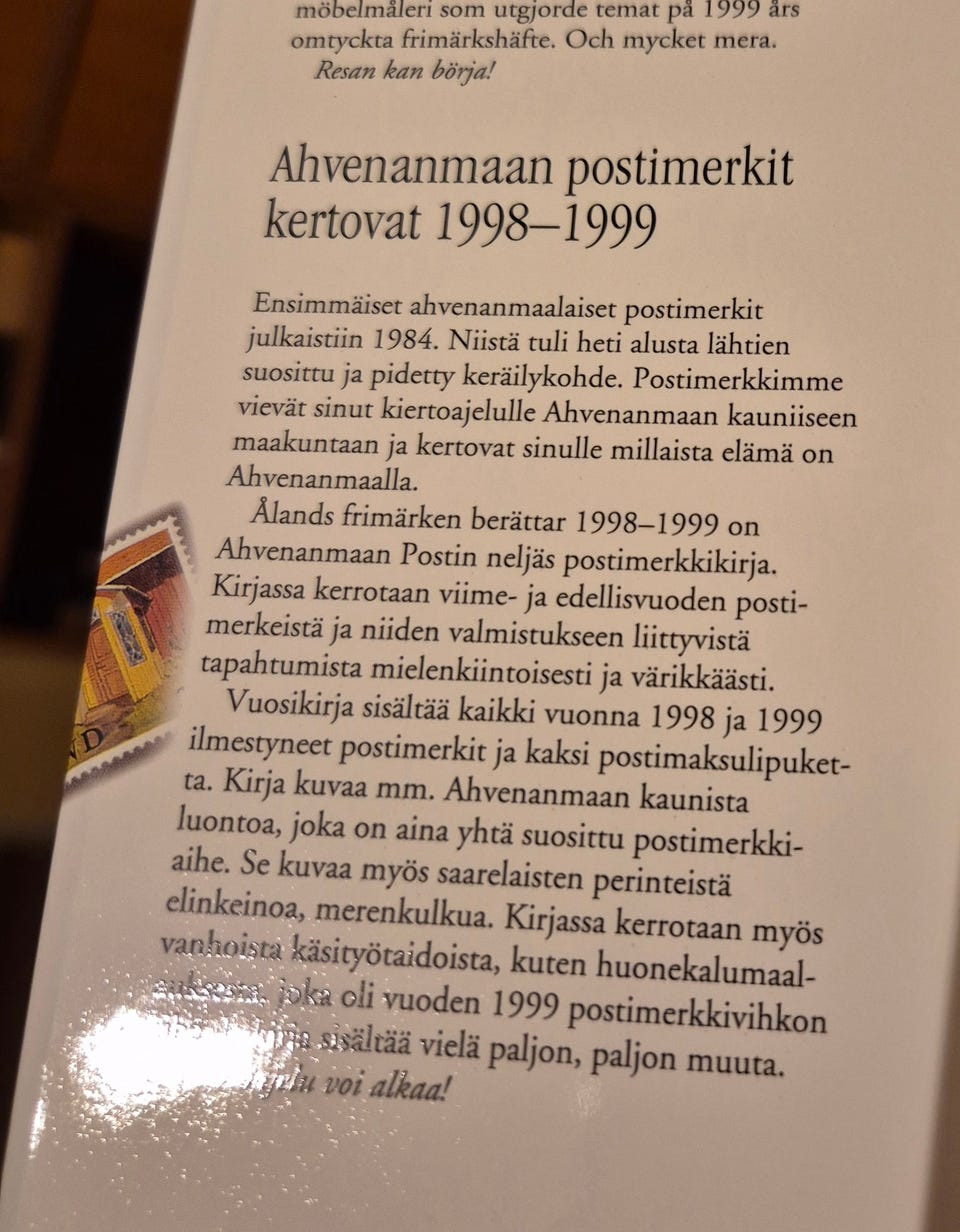 möbelmåleri som utgjorde temat på 1999 års
omtyckta frimärkshäfte. Och mycket mera.
Resan kan börja!
Ahvenanmaan postimerkit
kertovat 1998–1999
Ensimmäiset ahvenanmaalaiset postimerkit
julkaistiin 1984. Niistä tuli heti alusta lähtien
suosittu ja pidetty keräilykohde. Postimerkkimme
vievät sinut kiertoajelulle Ahvenanmaan kauniiseen
maakuntaan ja kertovat sinulle millaista elämä on
Ahvenanmaalla.
Ålands frimärken berättar 1998–1999 on
Ahvenanmaan Postin neljäs postimerkkikirja.
Kirjassa kerrotaan viime- ja edellisvuoden posti-
merkeistä ja niiden valmistukseen liittyvistä
tapahtumista mielenkiintoisesti ja värikkäästi.
Vuosikirja sisältää kaikki vuonna 1998 ja 1999
ilmestyneet postimerkit ja kaksi postimaksulipuket-
ta. Kirja kuvaa mm. Ahvenanmaan kaunista
luontoa, joka on aina yhtä suosittu postimerkki-
aihe. Se kuvaa myös saarelaisten perinteistä
elinkeinoa, merenkulkua. Kirjassa kerrotaan myös
vanhoista käsityötaidoista, kuten huonekalumaal-
auksesta, joka oli vuoden 1999 postimerkkivihkon
sisältää vielä paljon, paljon muuta.
voi alkaa!
ND